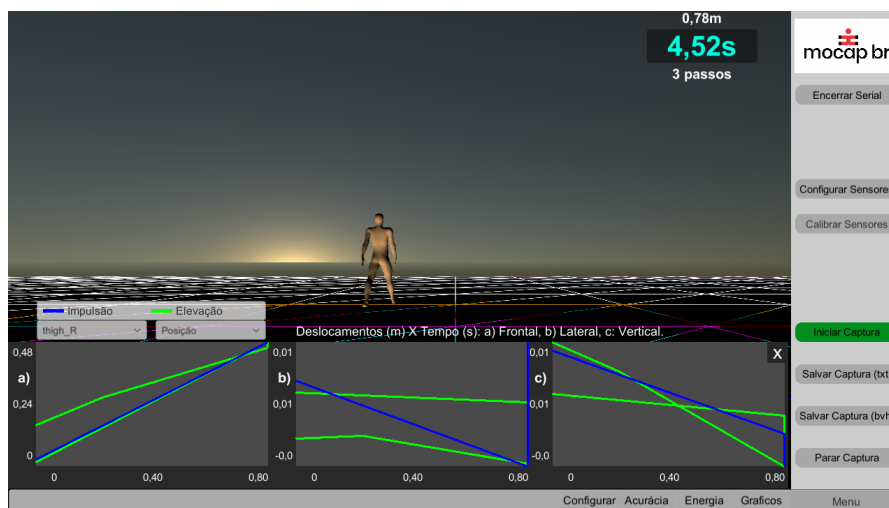 0,78m
4,52s
3 passos
mocap br
Encerrar Serial
Configurar Sensore
Calibrar Sensores
Iniciar Captura
Salvar Captura (txt
Salvar Captura (bvh
Parar Captura
Menu
Impulsão Elevação
thigh_R Posição
Deslocamentos (m) X Tempo (s): a) Frontal, b) Lateral, c: Vertical.
X
a)
0,48
0,24
0
0 0,40 0,80
b)
0,01
0,01
-0,0
0 0,40 0,80
c)
0,01
0,01
-0,0
0 0,40 0,80
Configurar Acurácia Energia Graficos